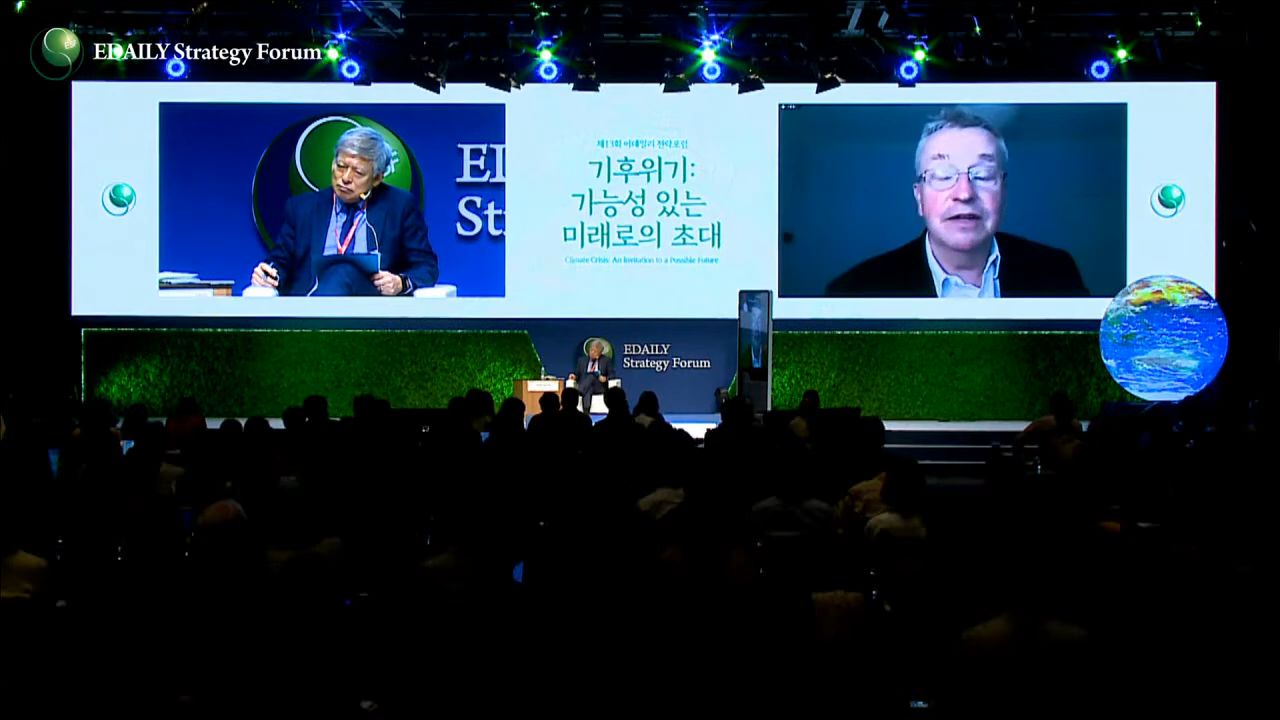 EDAILY Strategy Forum
EI
St
제13회 이데일리 전략포럼
기후위기:
가능성 있는
미래로의 초대
Climate Crisis: An Invitation to a Possible Future
EDAILY
Strategy Forum